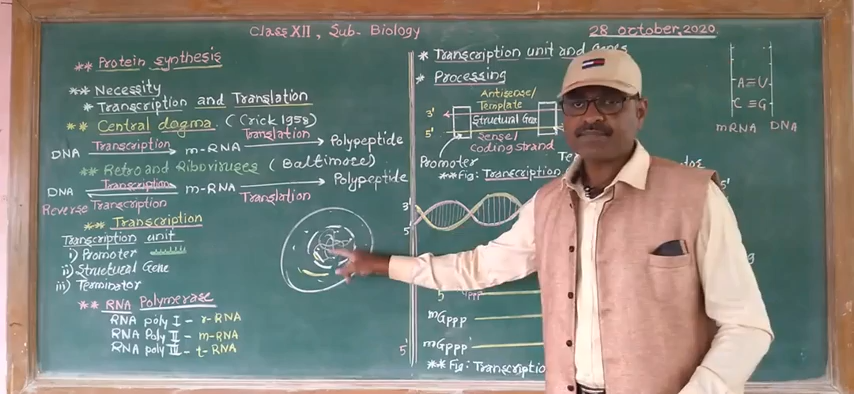 Class XII, Sub- Biology
28 october, 2020
** Protein synthesis
** Necessity
* Transcription and Translation
** Central dogma. (Crick 1958)
DNA Transcription m-RNA Translation Polypeptide
** Retro and Riboviruses (Baltimore)
DNA Transcription m-RNA Translation Polypeptide
Reverse Transcription
** Transcription
Transcription unit
i) Promoter
ii) Structural Gene
iii) Terminator
** RNA Polymerase
RNA poly I - r-RNA
RNA Poly II - m-RNA
RNA poly III - t-RNA
* Transcription unit and Genes
* Processing
Antisense/
Template
3'
Structural Gene
5'
Sense/
Coding strand
Promoter
**Fig: Transcription
3'
5'
5'
5'
Gppp
mGppp
mGppp
5'
**Fig: Transcriptio
A≡U
C≡G
mRNA DNA